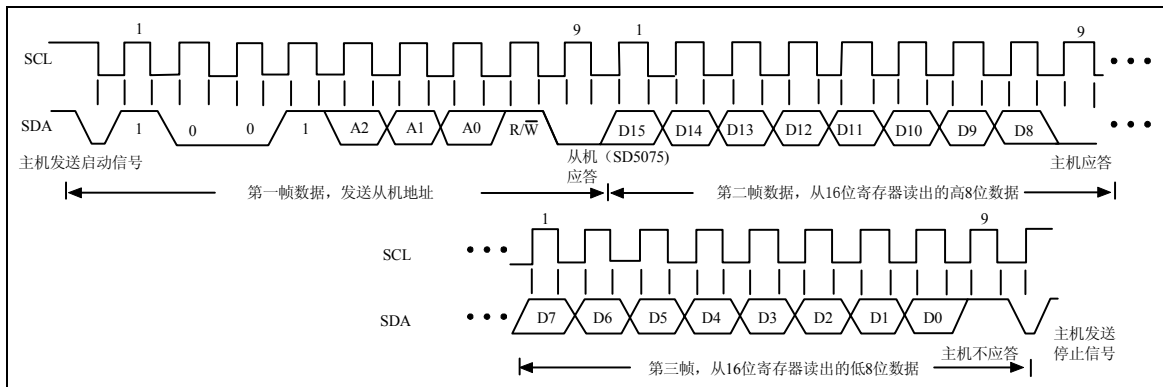 1 9 1 9
SCL
SDA 1 0 0 1 A2 A1 A0 R/W̅ D15 D14 D13 D12 D11 D10 D9 D8
主机发送启动信号 从机（SD5075) 应答 主机应答
第一帧数据，发送从机地址 第二帧数据，从16位寄存器读出的高8位数据
1 9
SCL
SDA D7 D6 D5 D4 D3 D2 D1 D0
主机不应答 主机发送
停止信号
第三帧，从16位寄存器读出的低8位数据